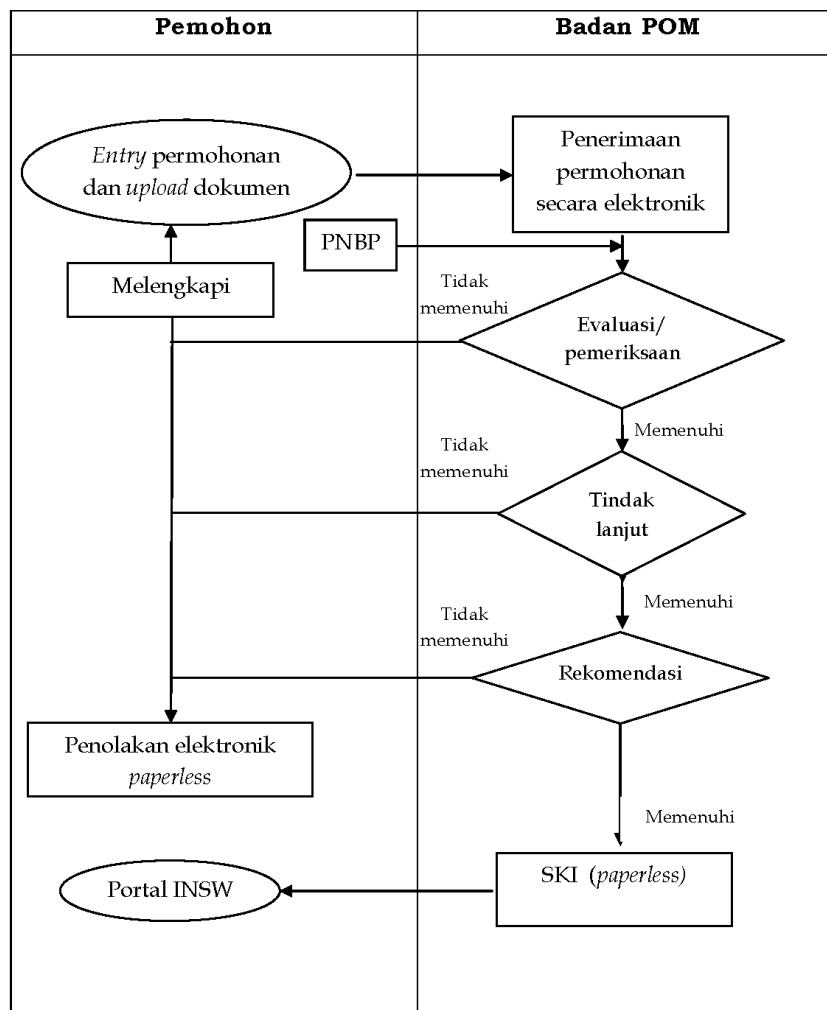 Pemohon
Badan POM
Entry permohonan
dan upload dokumen
Penerimaan
permohonan
secara elektronik
PNBP
Melengkapi
Tidak
memenuhi
Evaluasi/
pemeriksaan
Memenuhi
Tidak
memenuhi
Tindak
lanjut
Memenuhi
Tidak
memenuhi
Rekomendasi
Penolakan elektronik
paperless
Memenuhi
SKI (paperless)
Portal INSW